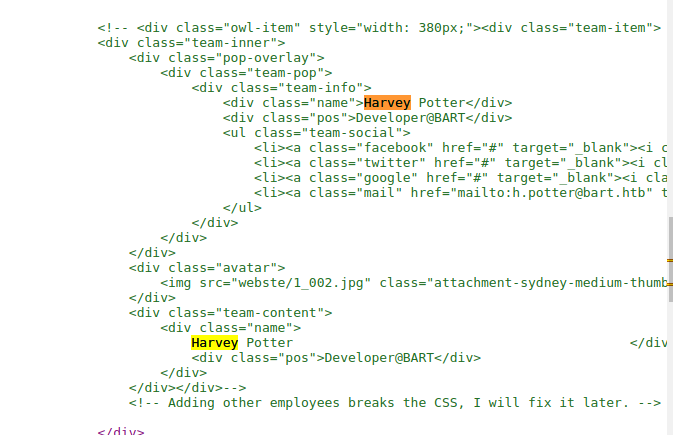 <!-- <div class="owl-item" style="width: 380px;"><div class="team-item">
<div class="team-inner">
<div class="pop-overlay">
<div class="team-pop">
<div class="team-info">
<div class="name">Harvey Potter</div>
<div class="pos">Developer@BART</div>
<ul class="team-social">
<li><a class="facebook" href="#" target="_blank"><i c
<li><a class="twitter" href="#" target="_blank"><i cl
<li><a class="google" href="#" target="_blank"><i cla
<li><a class="mail" href="mailto:h.potter@bart.htb" t
</ul>
</div>
</div>
</div>
<div class="avatar">
<img src="webste/1_002.jpg" class="attachment-sydney-medium-thumb
</div>
<div class="team-content">
<div class="name">
Harvey Potter </div
<div class="pos">Developer@BART</div>
</div>
</div></div>-->
<!-- Adding other employees breaks the CSS, I will fix it later. -->
</div>